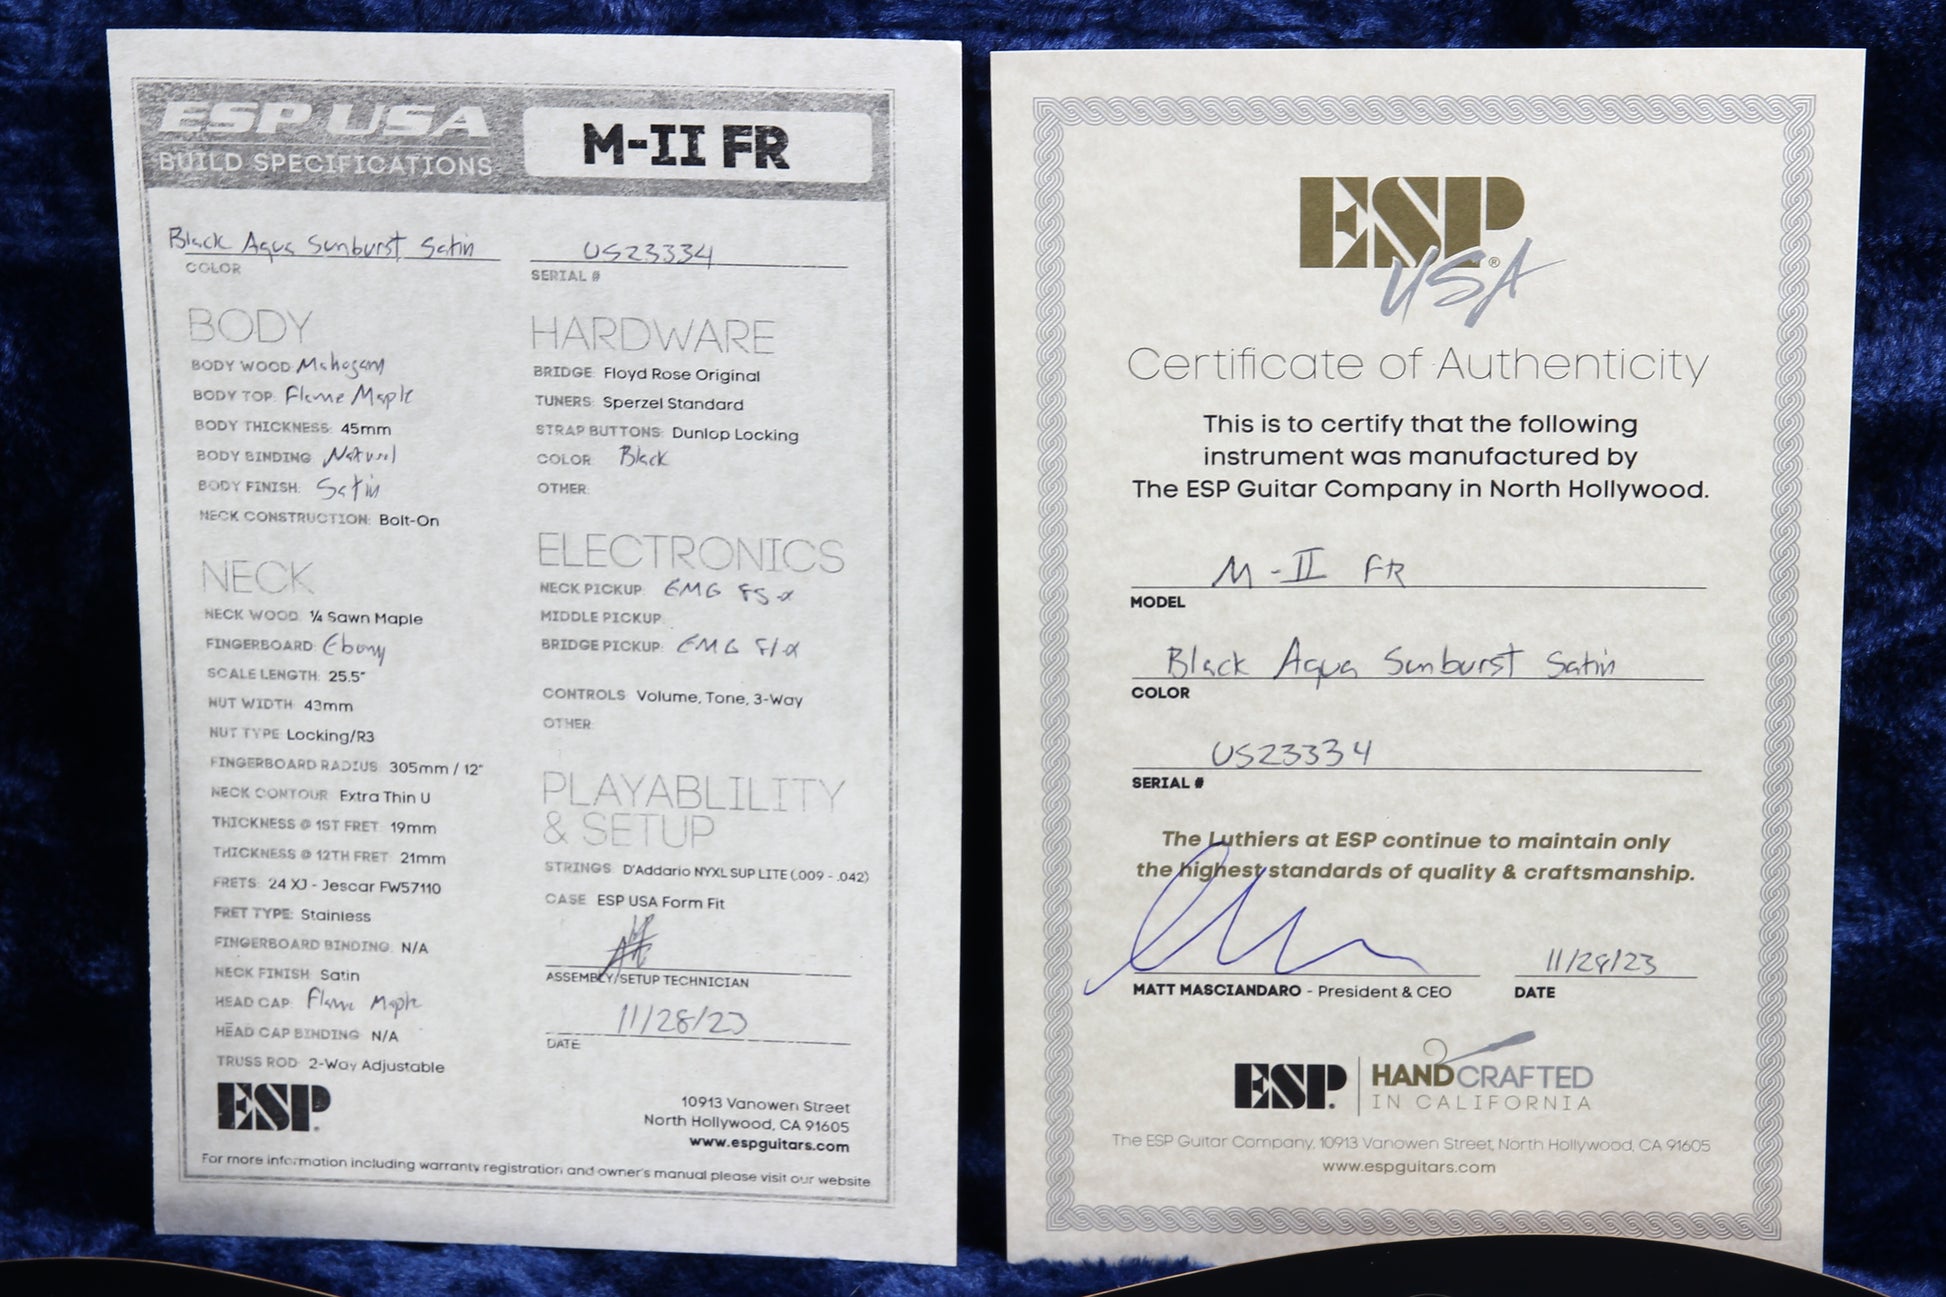 ESP USA
BUILD SPECIFICATIONS
M-II FR
Black Aqua Sunburst Satin
COLOR
US23334
SERIAL #
BODY
BODY WOOD: Mahogany
BODY TOP: Flame Maple
BODY THICKNESS: 45mm
BODY BINDING: Natural
BODY FINISH: Satin
NECK CONSTRUCTION: Bolt-On
NECK
NECK WOOD: ¼ Sawn Maple
FINGERBOARD: Ebony
SCALE LENGTH: 25.5"
NUT WIDTH: 43mm
NUT TYPE: Locking/R3
FINGERBOARD RADIUS: 305mm / 12"
NECK CONTOUR: Extra Thin U
THICKNESS @ 1ST FRET: 19mm
THICKNESS @ 12TH FRET: 21mm
FRETS: 24 XJ - Jescar FW57110
FRET TYPE: Stainless
FINGERBOARD BINDING: N/A
NECK FINISH: Satin
HEAD CAP: Flame Maple
HEAD CAP BINDING: N/A
TRUSS ROD: 2-Way Adjustable
HARDWARE
BRIDGE: Floyd Rose Original
TUNERS: Sperzel Standard
STRAP BUTTONS: Dunlop Locking
COLOR: Black
OTHER:
ELECTRONICS
NECK PICKUP: EMG
MIDDLE PICKUP:
BRIDGE PICKUP: EMG
CONTROLS: Volume, Tone, 3-Way
OTHER:
PLAYABLILITY
& SETUP
STRINGS: D'Addario NYXL SUP LITE (.009 - .042)
CASE: ESP USA Form Fit
ASSEMBLY/SETUP TECHNICIAN
11/28/23
DATE
ESP.
10913 Vanowen Street
North Hollywood, CA 91605
www.espguitars.com
For more information including warranty registration and owner's manual please visit our website
ESP®
USA
Certificate of Authenticity
This is to certify that the following
instrument was manufactured by
The ESP Guitar Company in North Hollywood.
M-II FR
MODEL
Black Aqua Sunburst Satin
COLOR
US23334
SERIAL #
The Luthiers at ESP continue to maintain only
the highest standards of quality & craftsmanship.
MATT MASCIANDARO - President & CEO
11/28/23
DATE
ESP.
HANDCRAFTED
IN CALIFORNIA
The ESP Guitar Company, 10913 Vanowen Street, North Hollywood, CA 91605
www.espguitars.com